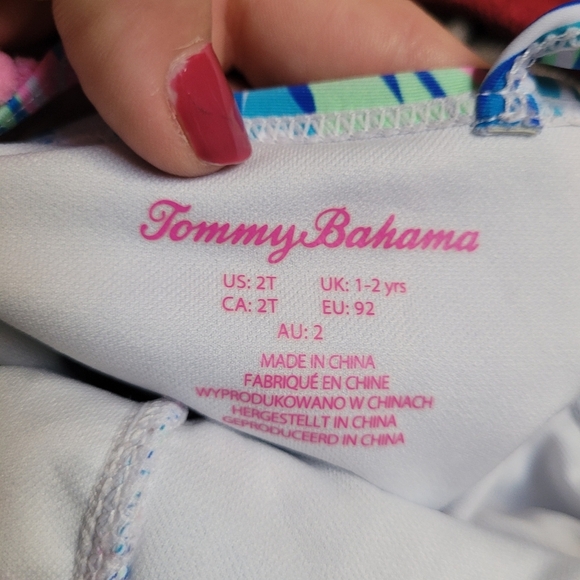 Tommy Bahama
US: 2T UK: 1-2 yrs
CA: 2T EU: 92
AU: 2
MADE IN CHINA
FABRIQUÉ EN CHINE
WYPRODUKOWANO W CHINACH
HERGESTELLT IN CHINA
GEPRODUCEERD IN CHINA